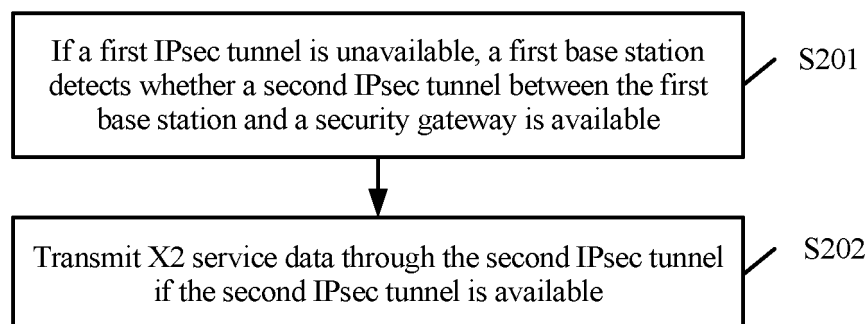 If a first IPsec tunnel is unavailable, a first base station
detects whether a second IPsec tunnel between the first
base station and a security gateway is available
S201
Transmit X2 service data through the second IPsec tunnel
if the second IPsec tunnel is available
S202